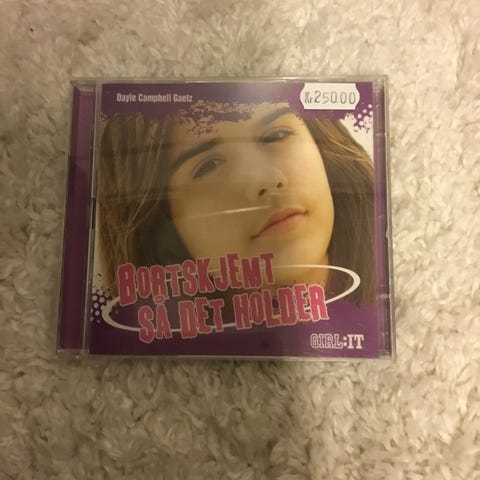 Dayle Campbell Gaetz
Kr 250.00
BORTSKJEMT
SÅ DET HOLDER
GIRL:IT